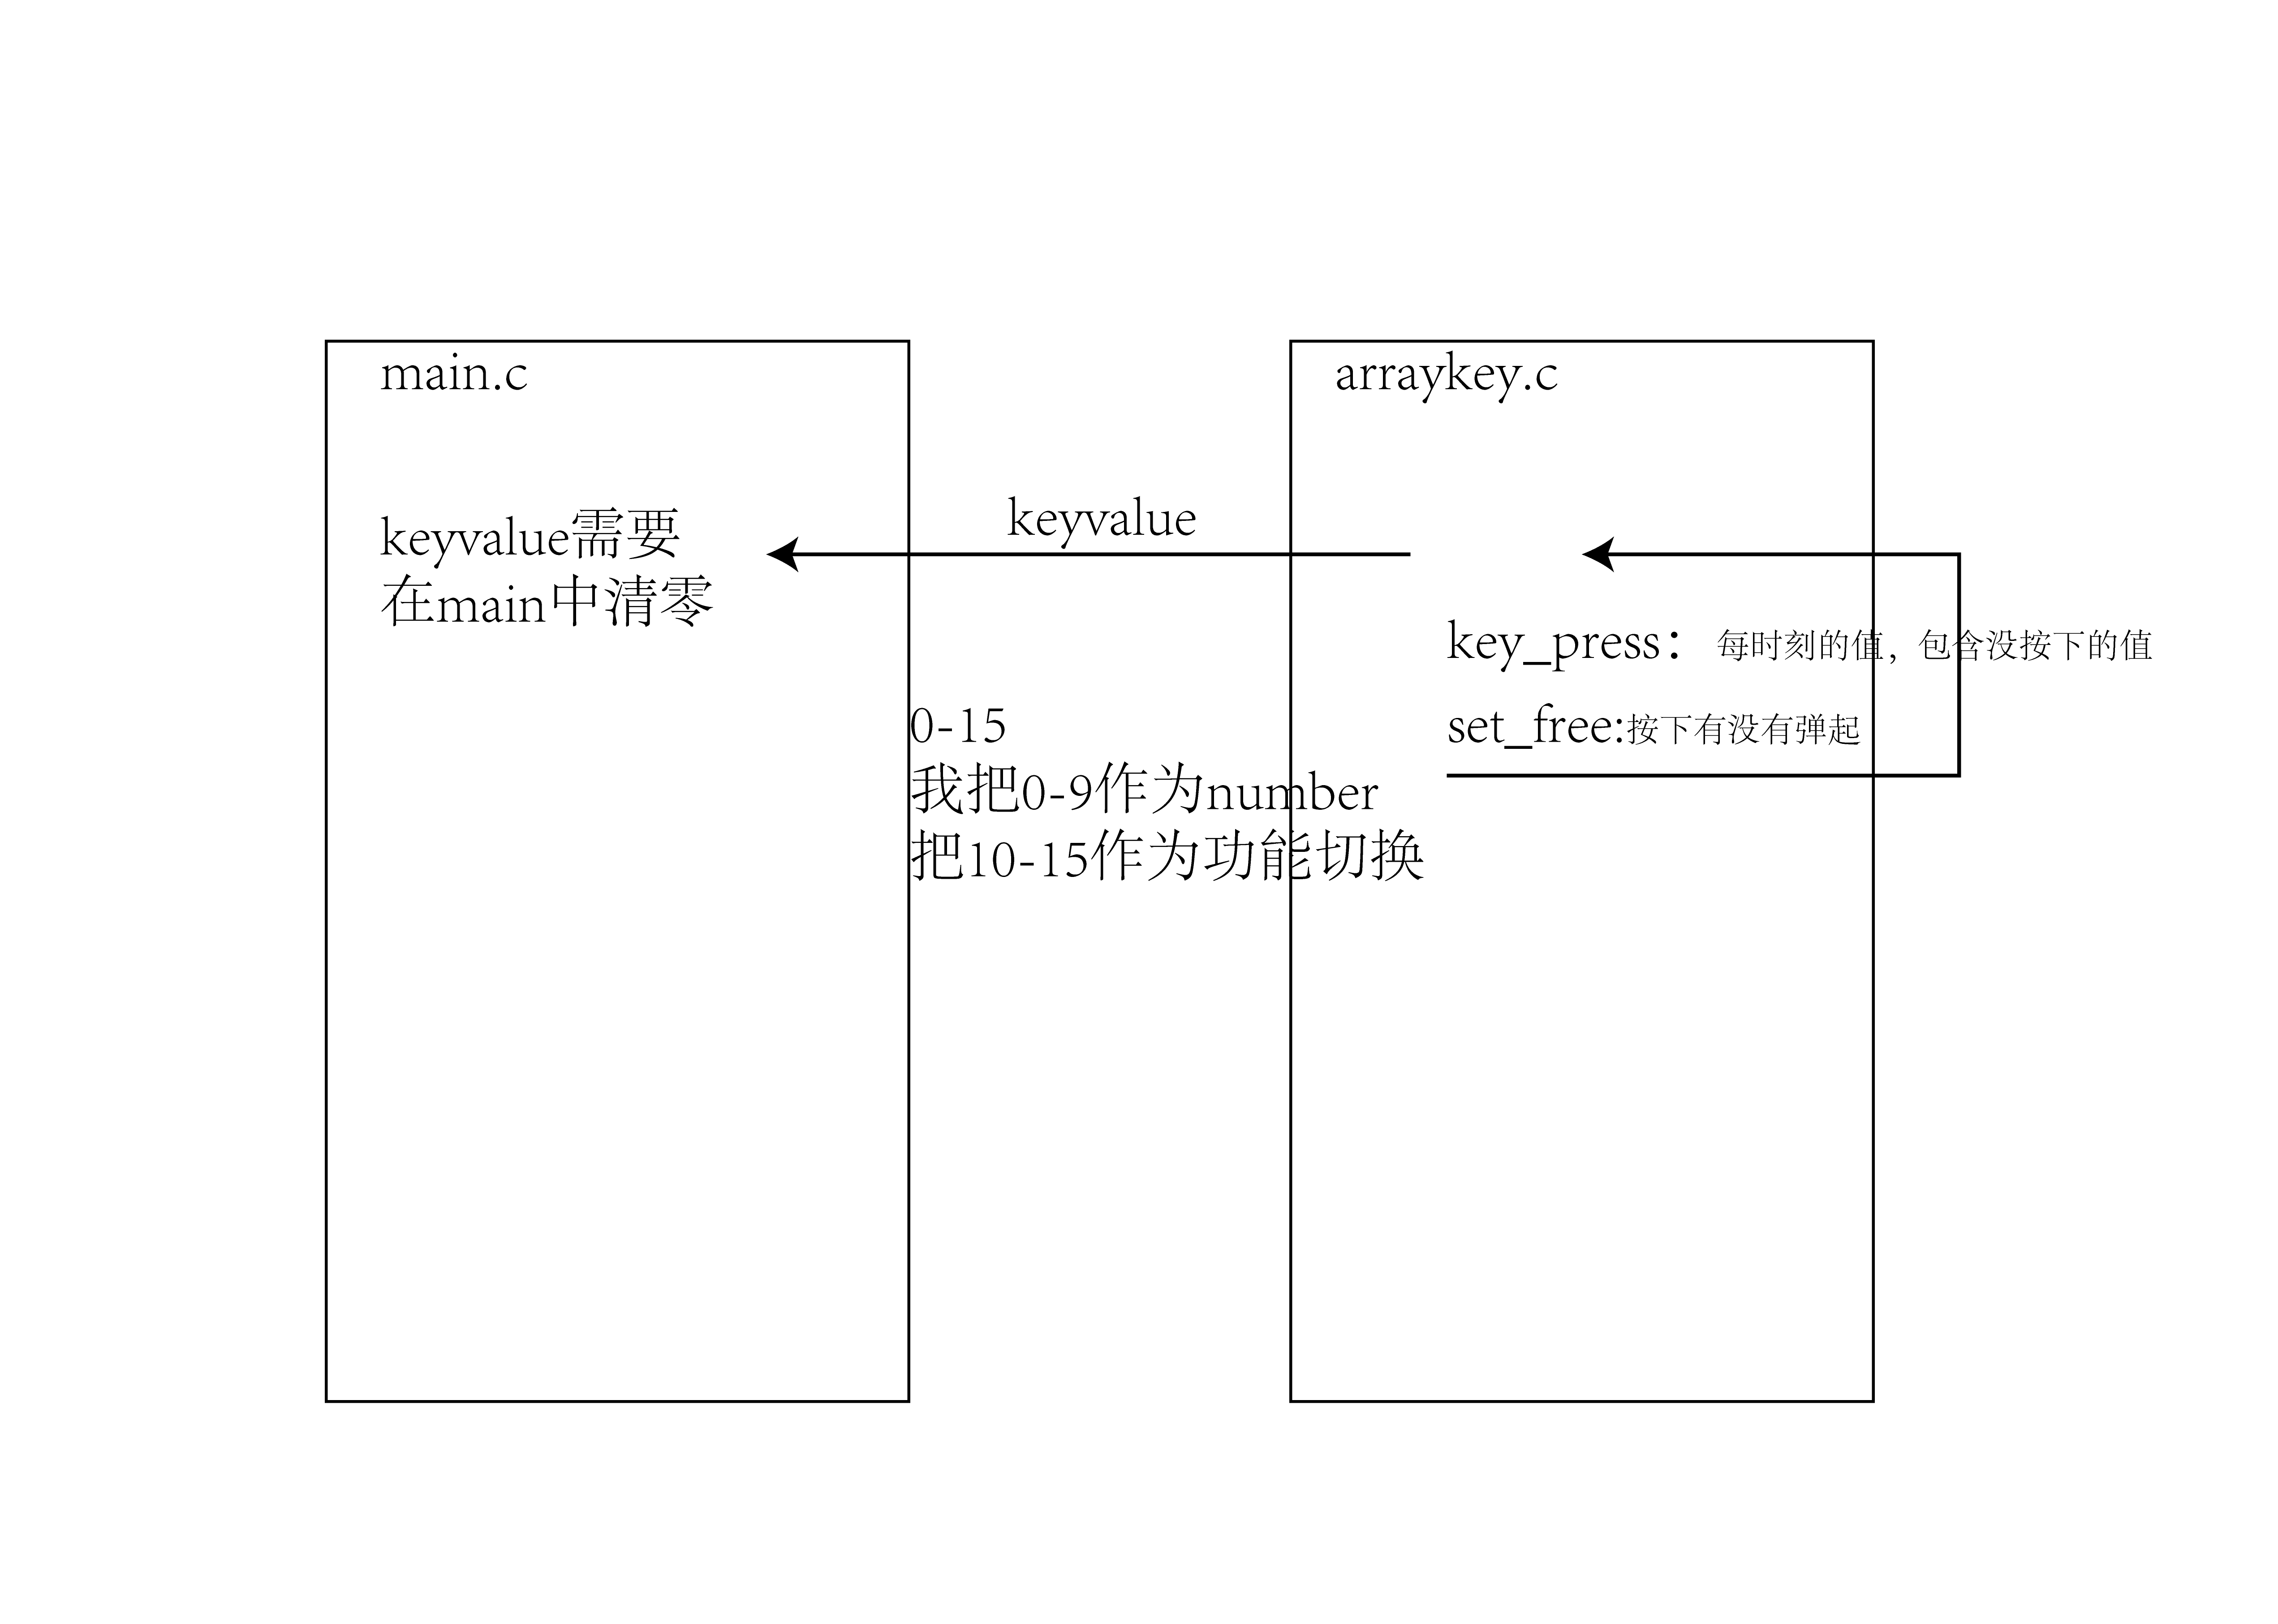 main.c
arraykey.c
keyvalue
keyvalue需要
在main中清零
key_press： 每时刻的值，包含没按下的值
set_free:按下有没有弹起
0-15
我把0-9作为number
把10-15作为功能切换